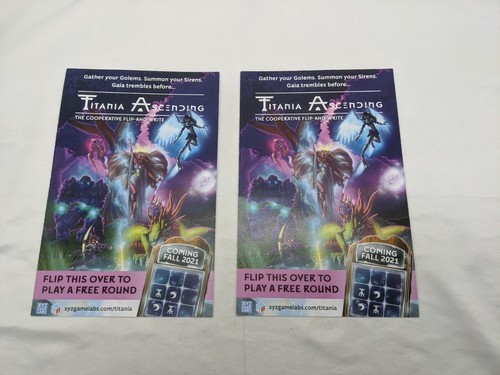 Gather your Golems. Summon your Sirens.
Gaia trembles before...
TITANIA ASCENDING
THE COOPERATIVE FLIP-AND-WRITE
COMING
FALL 2021
FLIP THIS OVER TO
PLAY A FREE ROUND
XYZ
xyzgamelabs.com/titania
Gather your Golems. Summon your Sirens.
Gaia trembles before...
TITANIA ASCENDING
THE COOPERATIVE FLIP-AND-WRITE
COMING
FALL 2021
FLIP THIS OVER TO
PLAY A FREE ROUND
XYZ
xyzgamelabs.com/titania